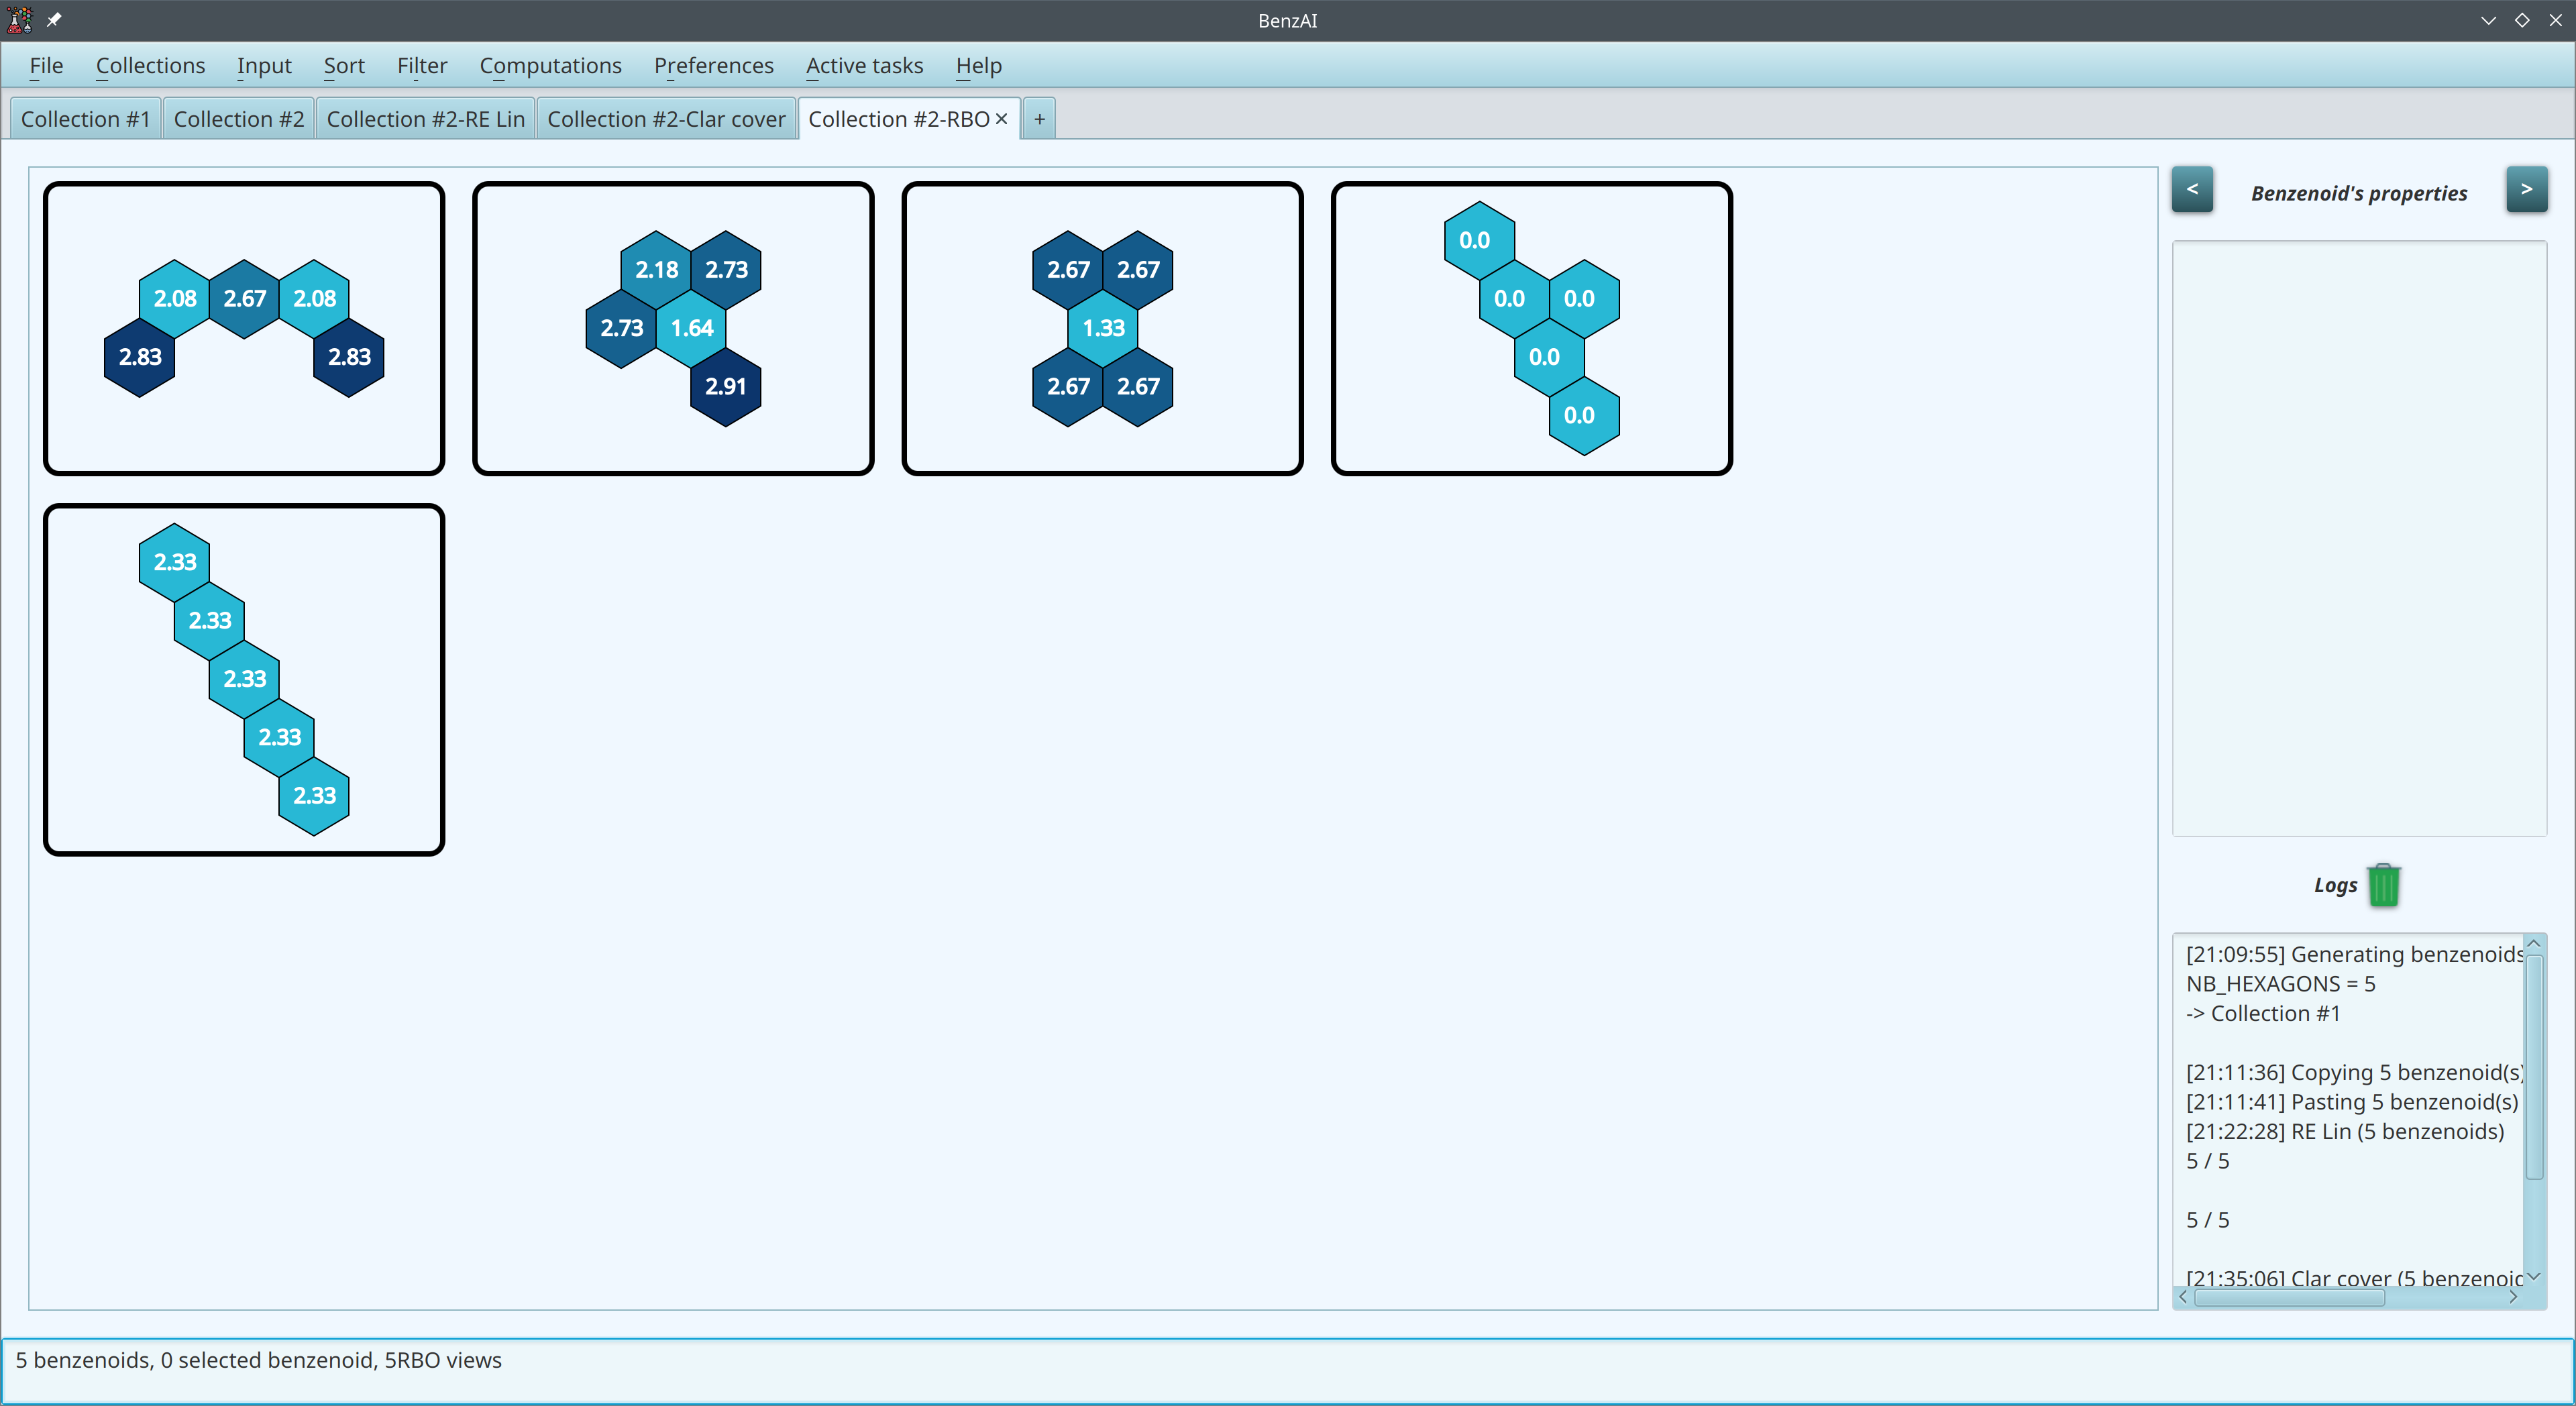 BenzAI
File Collections Input Sort Filter Computations Preferences Active tasks Help
Collection #1 Collection #2 Collection #2-RE Lin Collection #2-Clar cover Collection #2-RBO × +
2.08 2.67 2.08
2.83 2.83
2.18 2.73
2.73 1.64
2.91
2.67 2.67
1.33
2.67 2.67
0.0
0.0 0.0
0.0
0.0
2.33
2.33
2.33
2.33
2.33
< Benzenoid's properties >
Logs
[21:09:55] Generating benzenoids
NB_HEXAGONS = 5
-> Collection #1
[21:11:36] Copying 5 benzenoid(s)
[21:11:41] Pasting 5 benzenoid(s)
[21:22:28] RE Lin (5 benzenoids)
5 / 5
5 / 5
[21:35:06] Clar cover (5 benzenoid
5 benzenoids, 0 selected benzenoid, 5RBO views